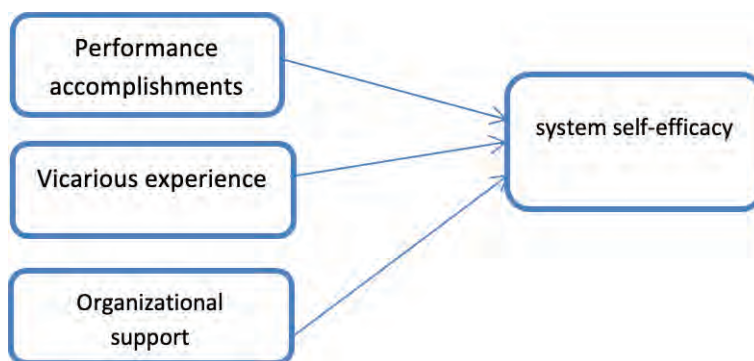 Performance
accomplishments
Vicarious experience
Organizational
support
system self-efficacy